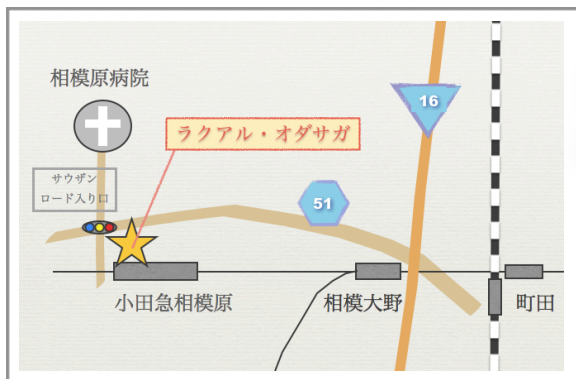 相模原病院
16
ラクアル・オダサガ
サウザン
ロード入り口
51
小田急相模原
相模大野
町田